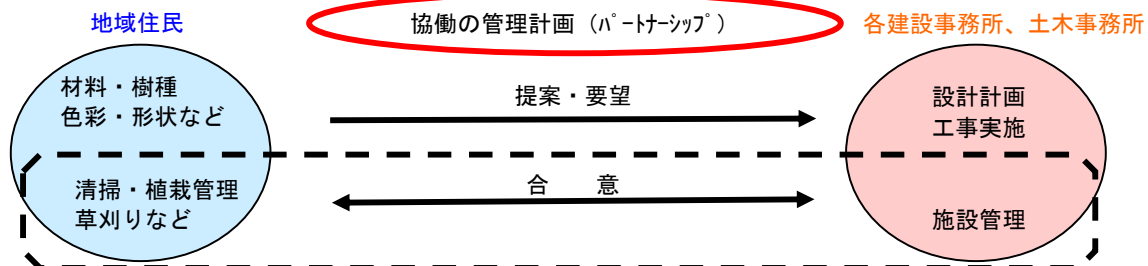 地域住民
協働の管理計画（ﾊﾟｰﾄﾅｰｼｯﾌﾟ）
各建設事務所、土木事務所
材料・樹種
色彩・形状など
提案・要望
設計計画
工事実施
清掃・植栽管理
草刈りなど
合　意
施設管理